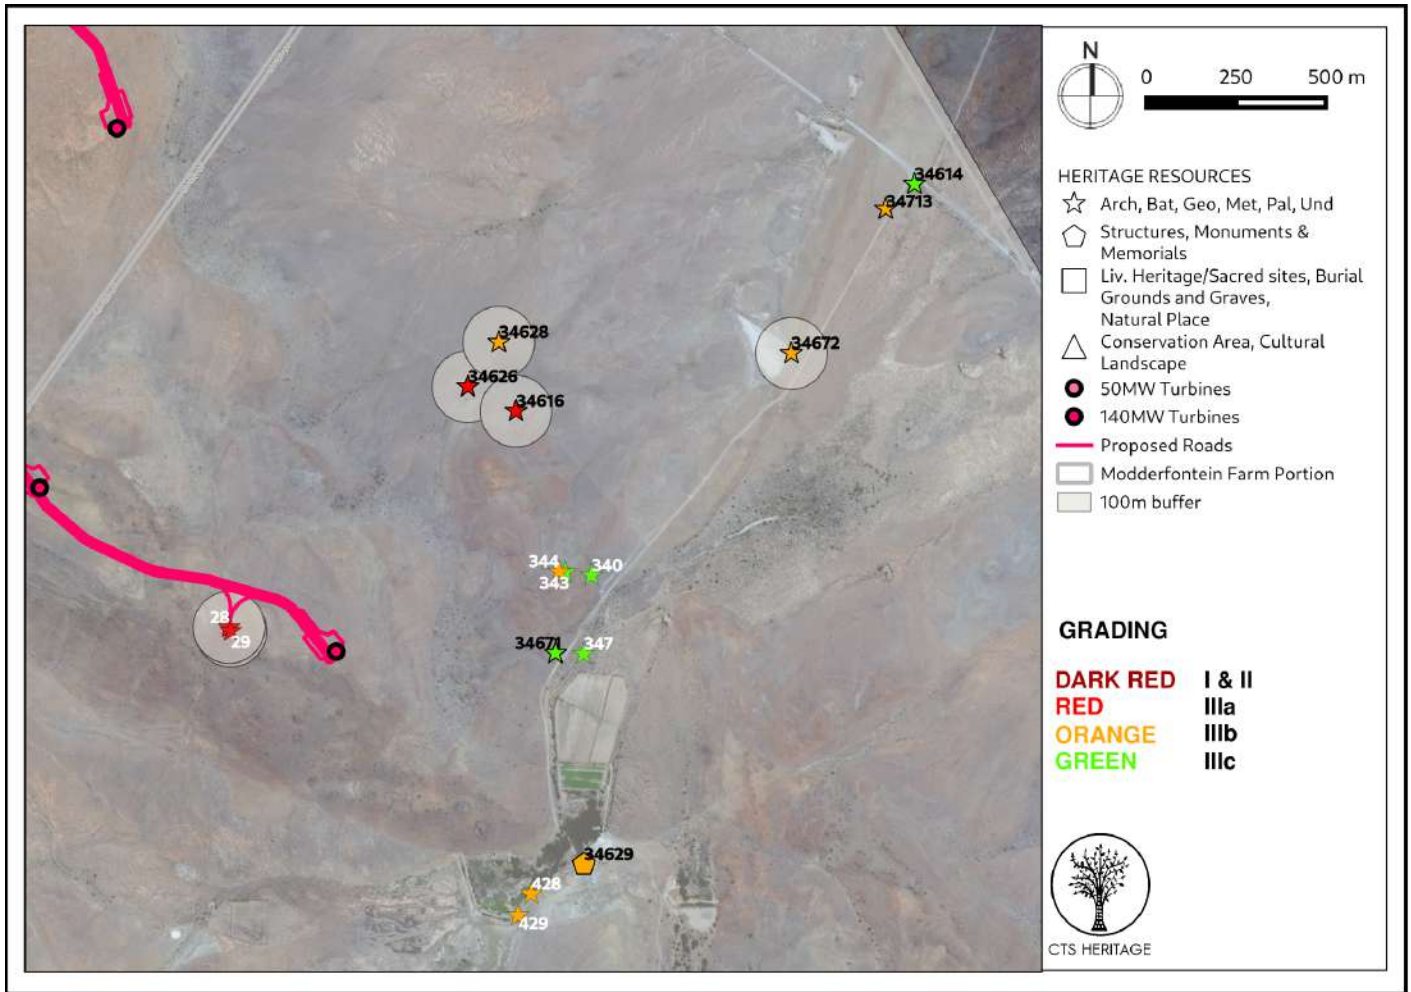 34614
34713
34628
34672
34626
34616
344
340
343
28
29
34671
347
34629
428
429
N
0 250 500 m
HERITAGE RESOURCES
Arch, Bat, Geo, Met, Pal, Und
Structures, Monuments &
Memorials
Liv. Heritage/Sacred sites, Burial
Grounds and Graves,
Natural Place
Conservation Area, Cultural
Landscape
50MW Turbines
140MW Turbines
Proposed Roads
Modderfontein Farm Portion
100m buffer
GRADING
DARK RED I & II
RED IIIa
ORANGE IIIb
GREEN IIIc
CTS HERITAGE